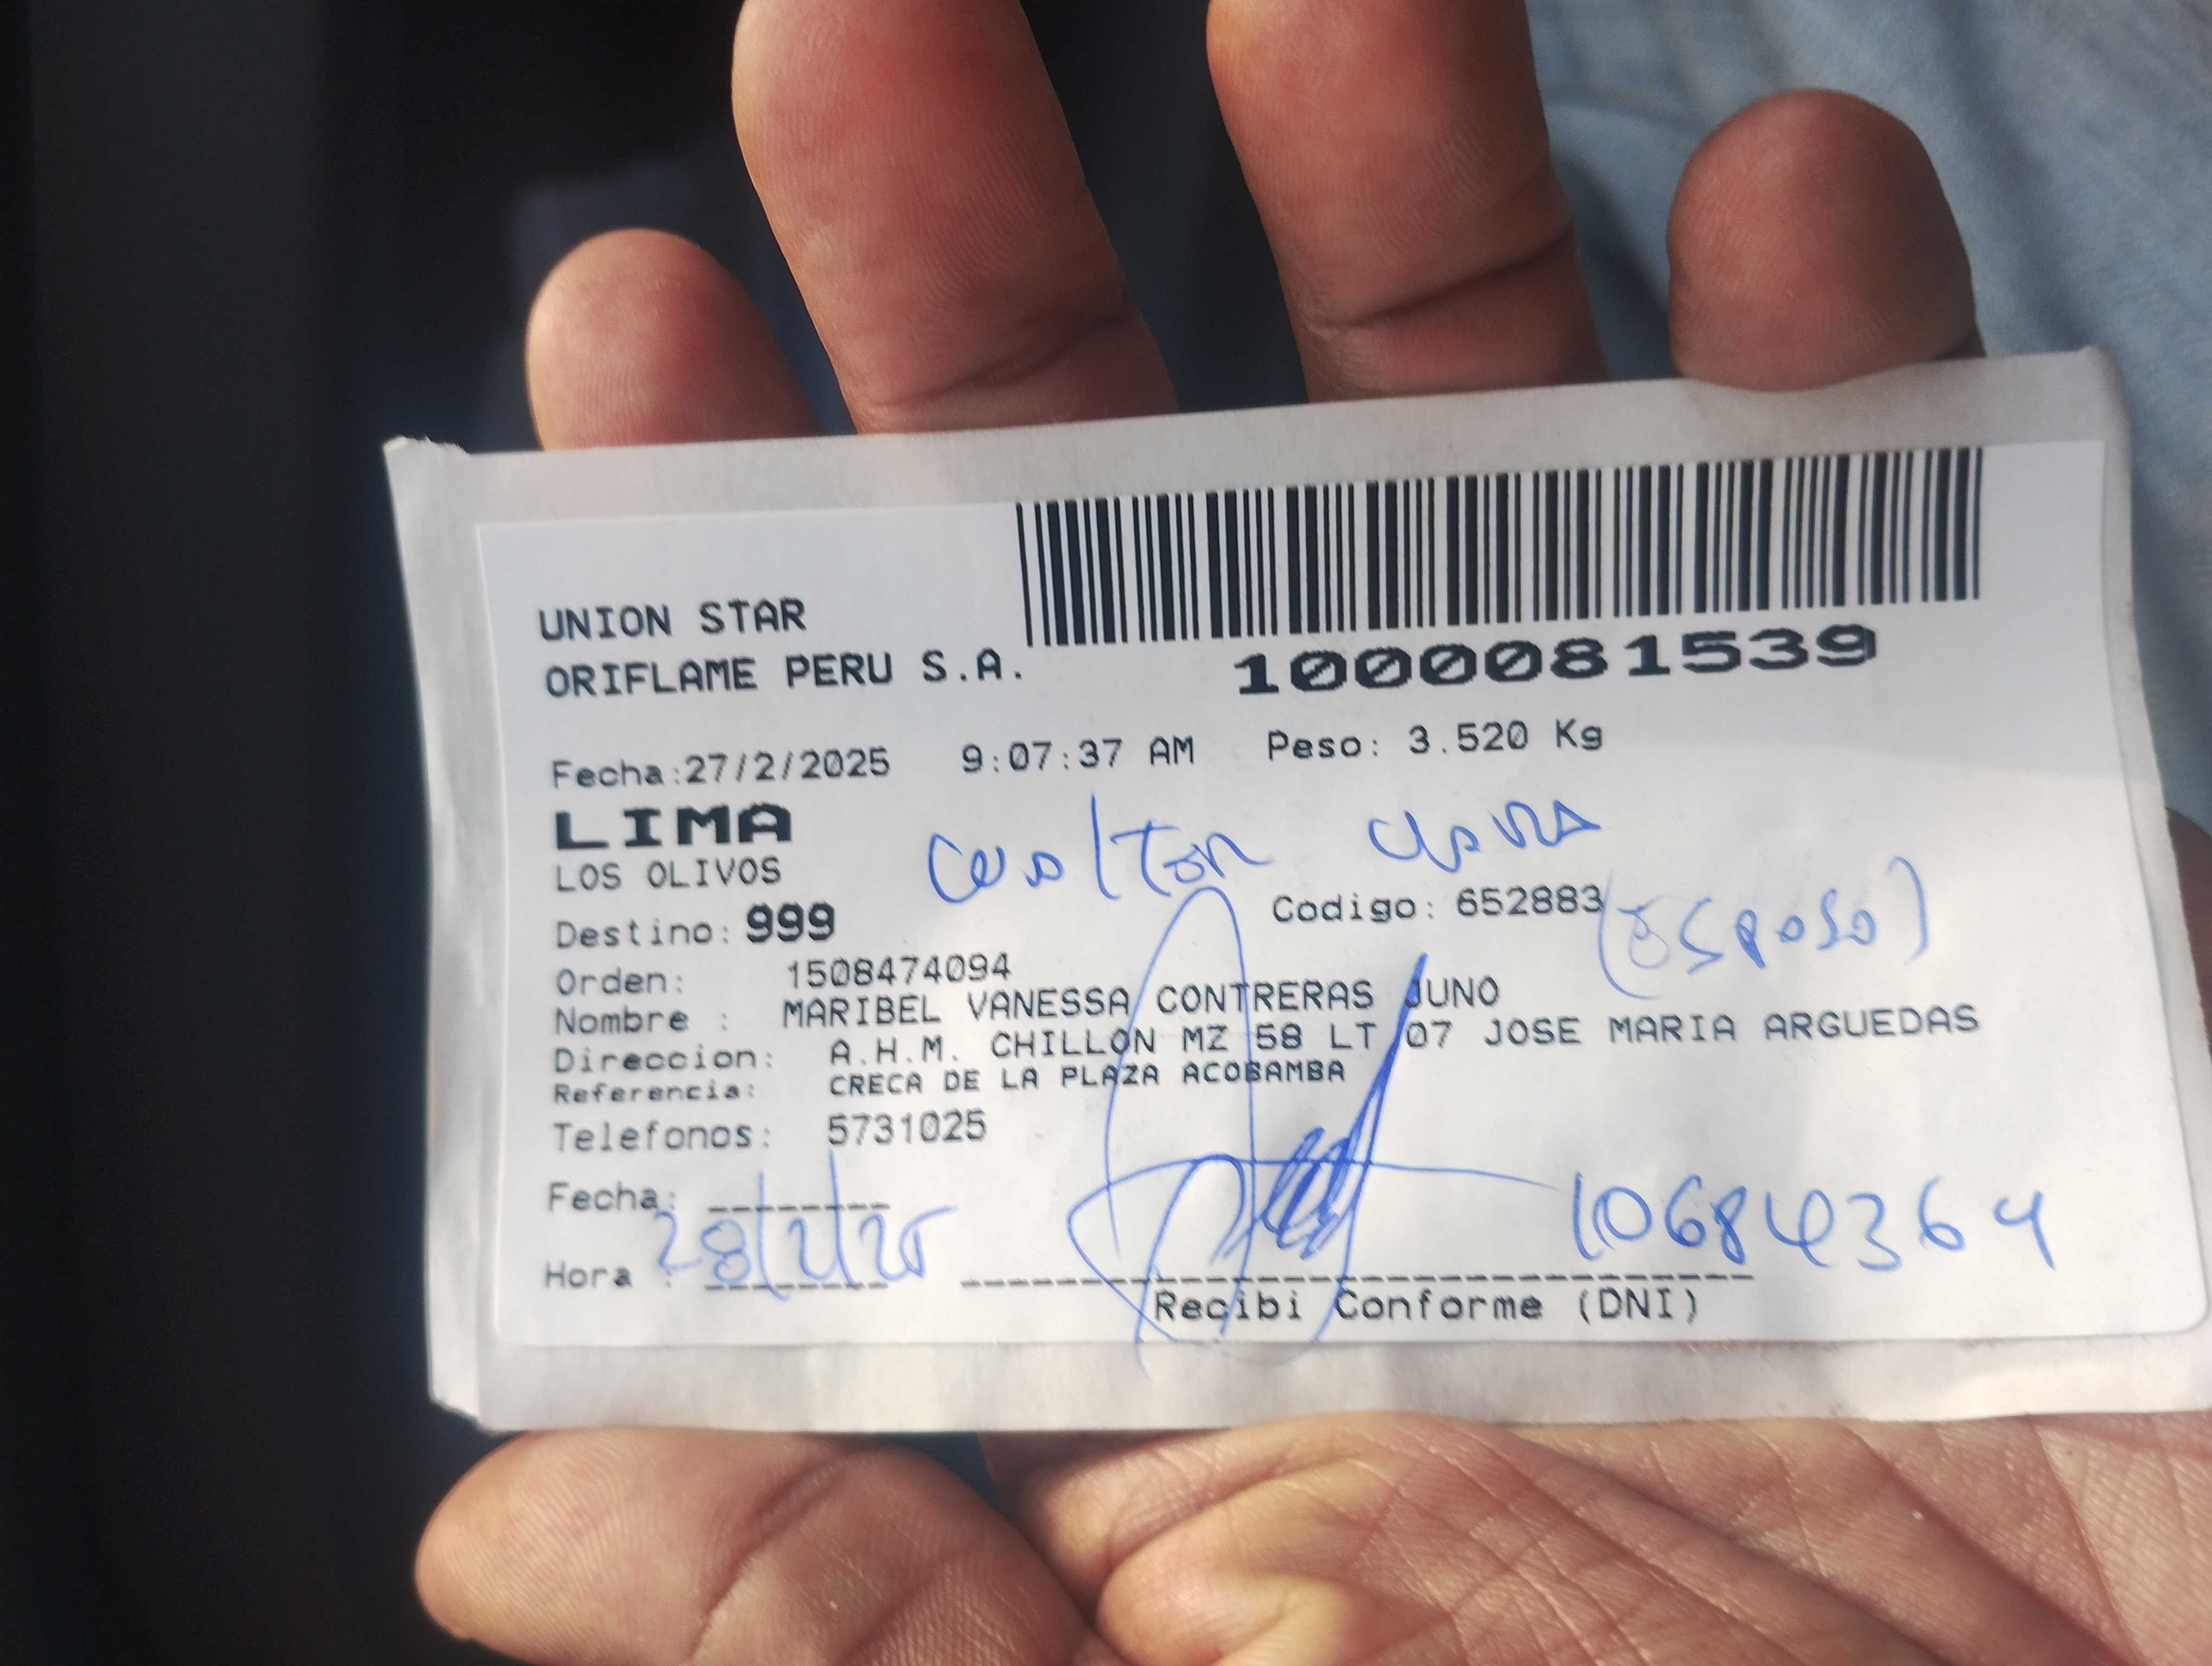 UNION STAR
ORIFLAME PERU S.A.
1000081539
Fecha:27/2/2025 9:07:37 AM Peso: 3.520 Kg
LIMA
LOS OLIVOS
Walton
Destino: 999
Codigo: 652883 (Esposo)
Orden: 1508474094
Nombre : MARIBEL VANESSA CONTRERAS JUNO
Direccion: A.H.M. CHILLON MZ 58 LT 07 JOSE MARIA ARGUEDAS
Referencia: CRECA DE LA PLAZA ACOBAMBA
Telefonos: 5731025
Fecha:
28/2/25
10684364
Hora :
Recibi Conforme (DNI)